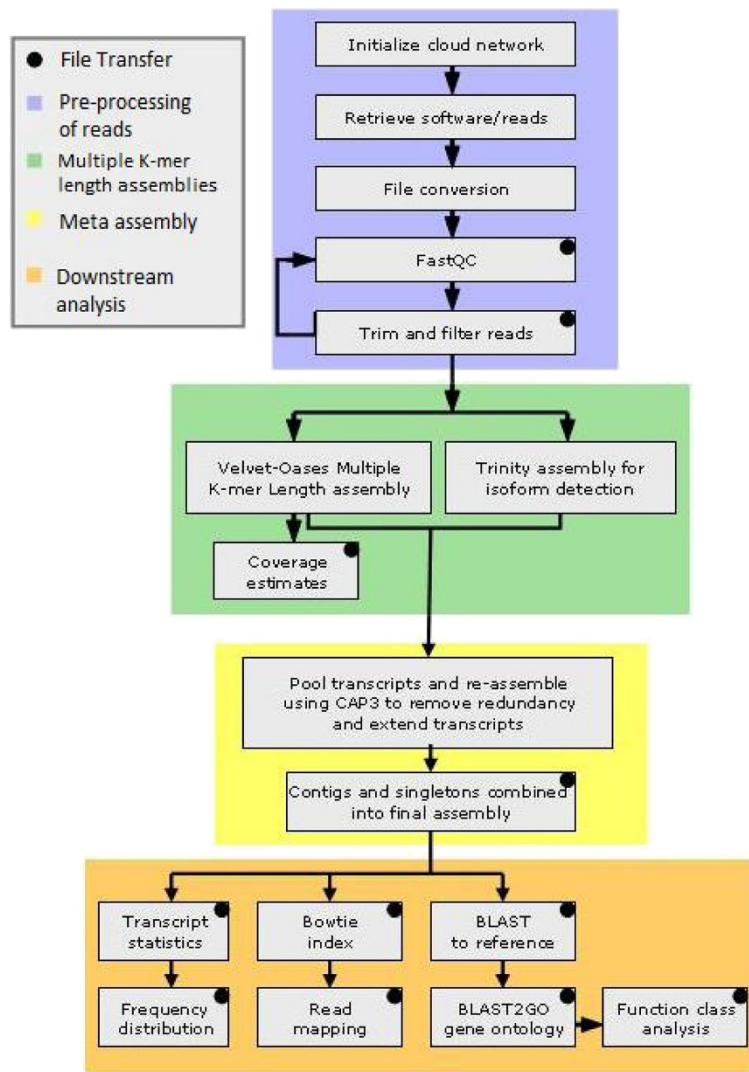 File Transfer
Pre-processing
of reads
Multiple K-mer
length assemblies
Meta assembly
Downstream
analysis
Initialize cloud network
Retrieve software/reads
File conversion
FastQC
Trim and filter reads
Velvet-Oases Multiple
K-mer Length assembly
Trinity assembly for
isoform detection
Coverage
estimates
Pool transcripts and re-assemble
using CAP3 to remove redundancy
and extend transcripts
Contigs and singletons combined
into final assembly
Transcript
statistics
Bowtie
index
BLAST
to reference
Frequency
distribution
Read
mapping
BLAST2GO
gene ontology
Function class
analysis